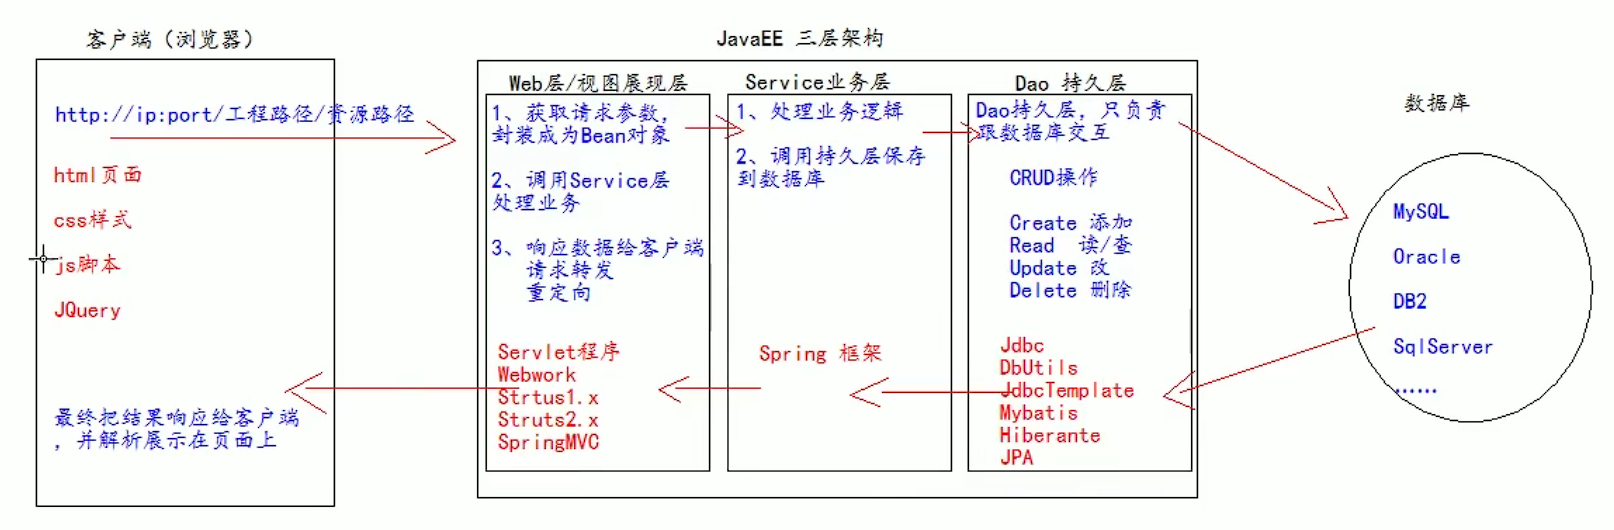 客户端（浏览器）
http://ip:port/工程路径/资源路径
html页面
css样式
js脚本
JQuery
最终把结果响应给客户端
，并解析展示在页面上
JavaEE 三层架构
Web层/视图展现层
1、获取请求参数，
封装成为Bean对象
2、调用Service层
处理业务
3、响应数据给客户端
请求转发
重定向
Servlet程序
Webwork
Strtus1.x
Struts2.x
SpringMVC
Service业务层
1、处理业务逻辑
2、调用持久层保存
到数据库
Spring 框架
Dao 持久层
Dao持久层，只负责
跟数据库交互
CRUD操作
Create 添加
Read 读/查
Update 改
Delete 删除
Jdbc
DbUtils
JdbcTemplate
Mybatis
Hiberante
JPA
数据库
MySQL
Oracle
DB2
SqlServer
......